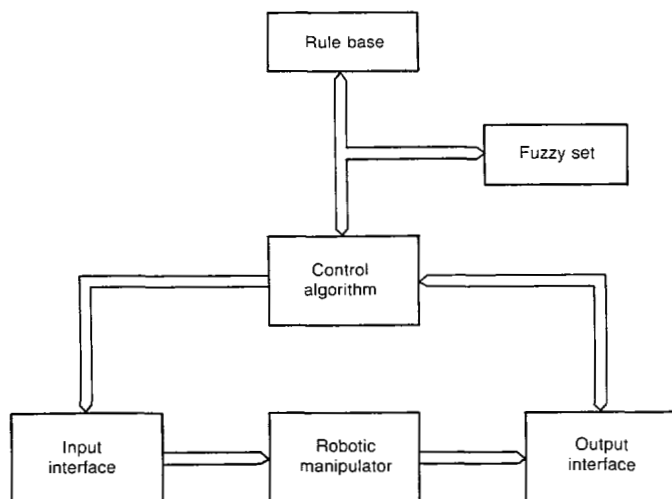 Rule base
Fuzzy set
Control
algorithm
Input
interface
Robotic
manipulator
Output
interface